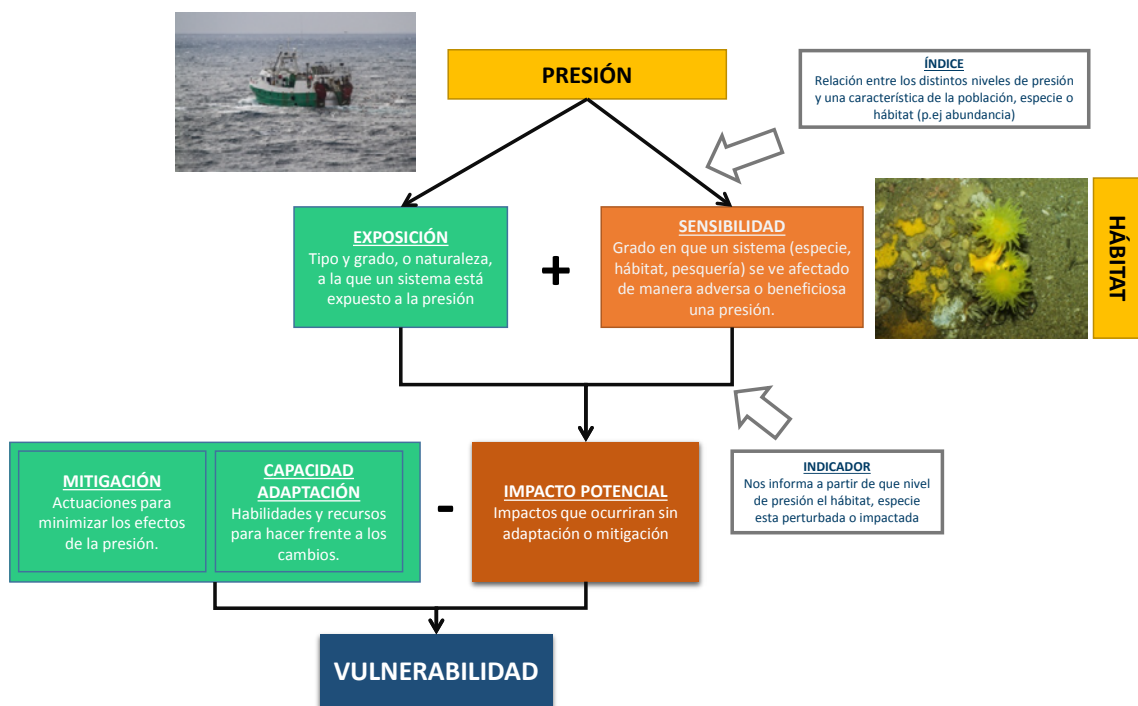 PRESIÓN
ÍNDICE
Relación entre los distintos niveles de presión
y una característica de la población, especie o
hábitat (p.ej abundancia)
EXPOSICIÓN
Tipo y grado, o naturaleza,
a la que un sistema está
expuesto a la presión
+
SENSIBILIDAD
Grado en que un sistema (especie,
hábitat, pesquería) se ve afectado
de manera adversa o beneficiosa
una presión.
HÁBITAT
MITIGACIÓN
Actuaciones para
minimizar los efectos
de la presión.
CAPACIDAD
ADAPTACIÓN
Habilidades y recursos
para hacer frente a los
cambios.
-
IMPACTO POTENCIAL
Impactos que ocurriran sin
adaptación o mitigación
INDICADOR
Nos informa a partir de que nivel
de presión el hábitat, especie
esta perturbada o impactada
VULNERABILIDAD